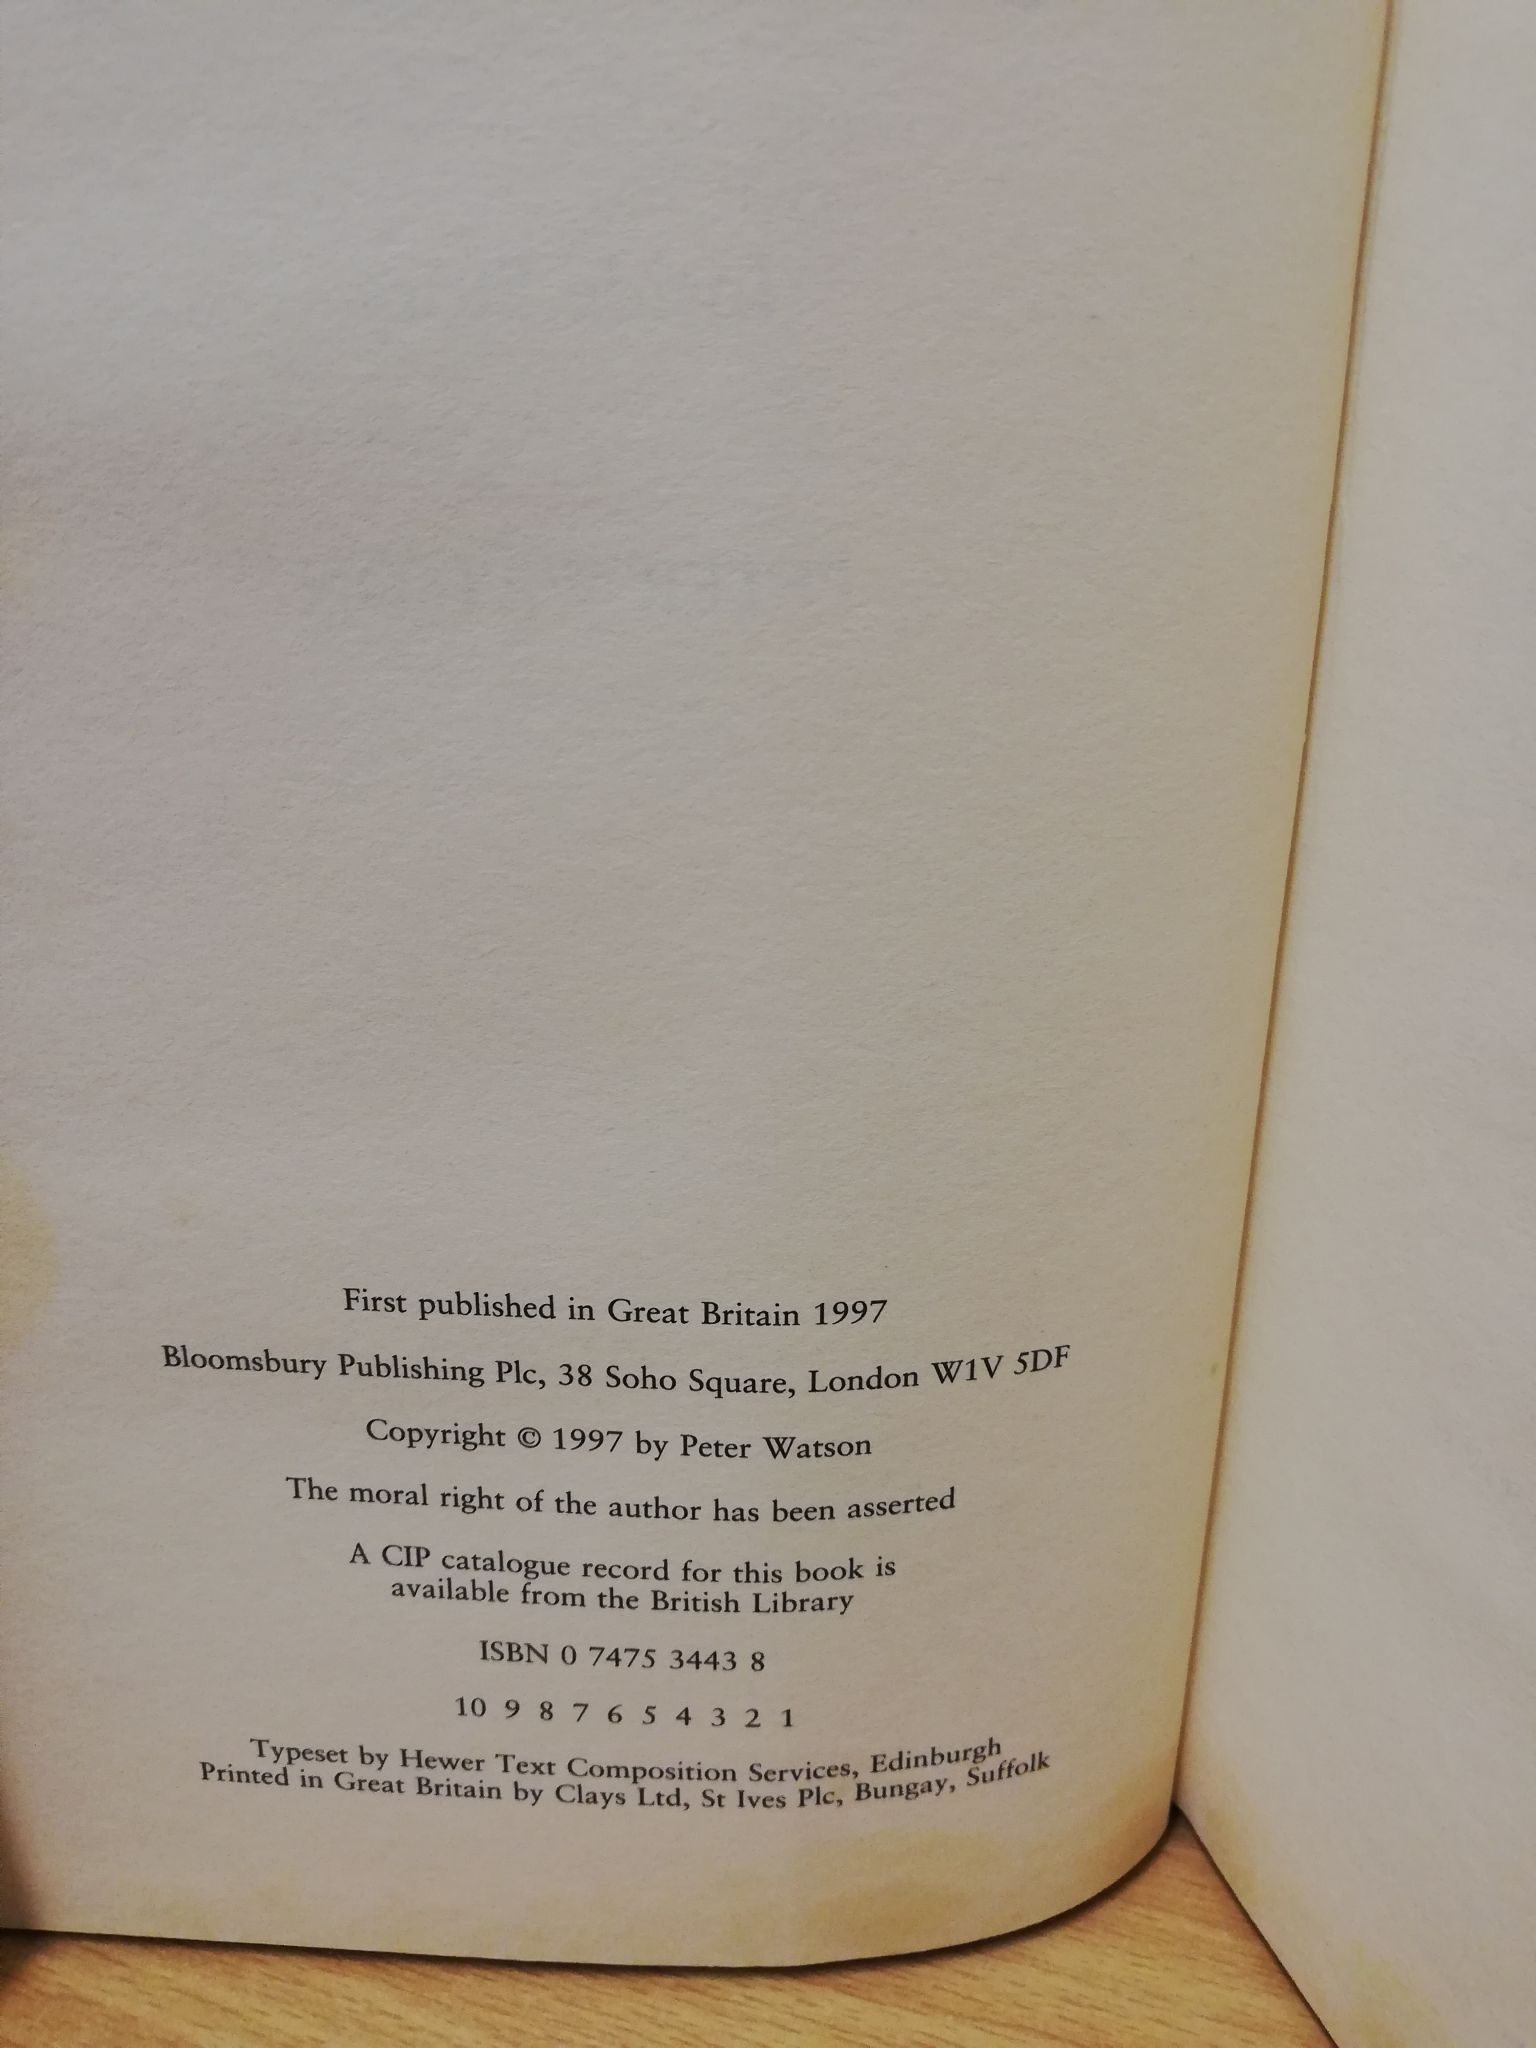 First published in Great Britain 1997
Bloomsbury Publishing Plc, 38 Soho Square, London W1V 5DF
Copyright © 1997 by Peter Watson
The moral right of the author has been asserted
A CIP catalogue record for this book is
available from the British Library
ISBN 0 7475 3443 8
10 9 8 7 6 5 4 3 2 1
Typeset by Hewer Text Composition Services, Edinburgh
Printed in Great Britain by Clays Ltd, St Ives Plc, Bungay, Suffolk